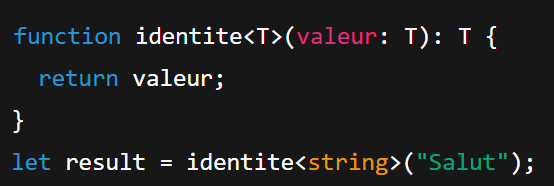 function identite<T>(valeur: T): T {
  return valeur;
}
let result = identite<string>("Salut");